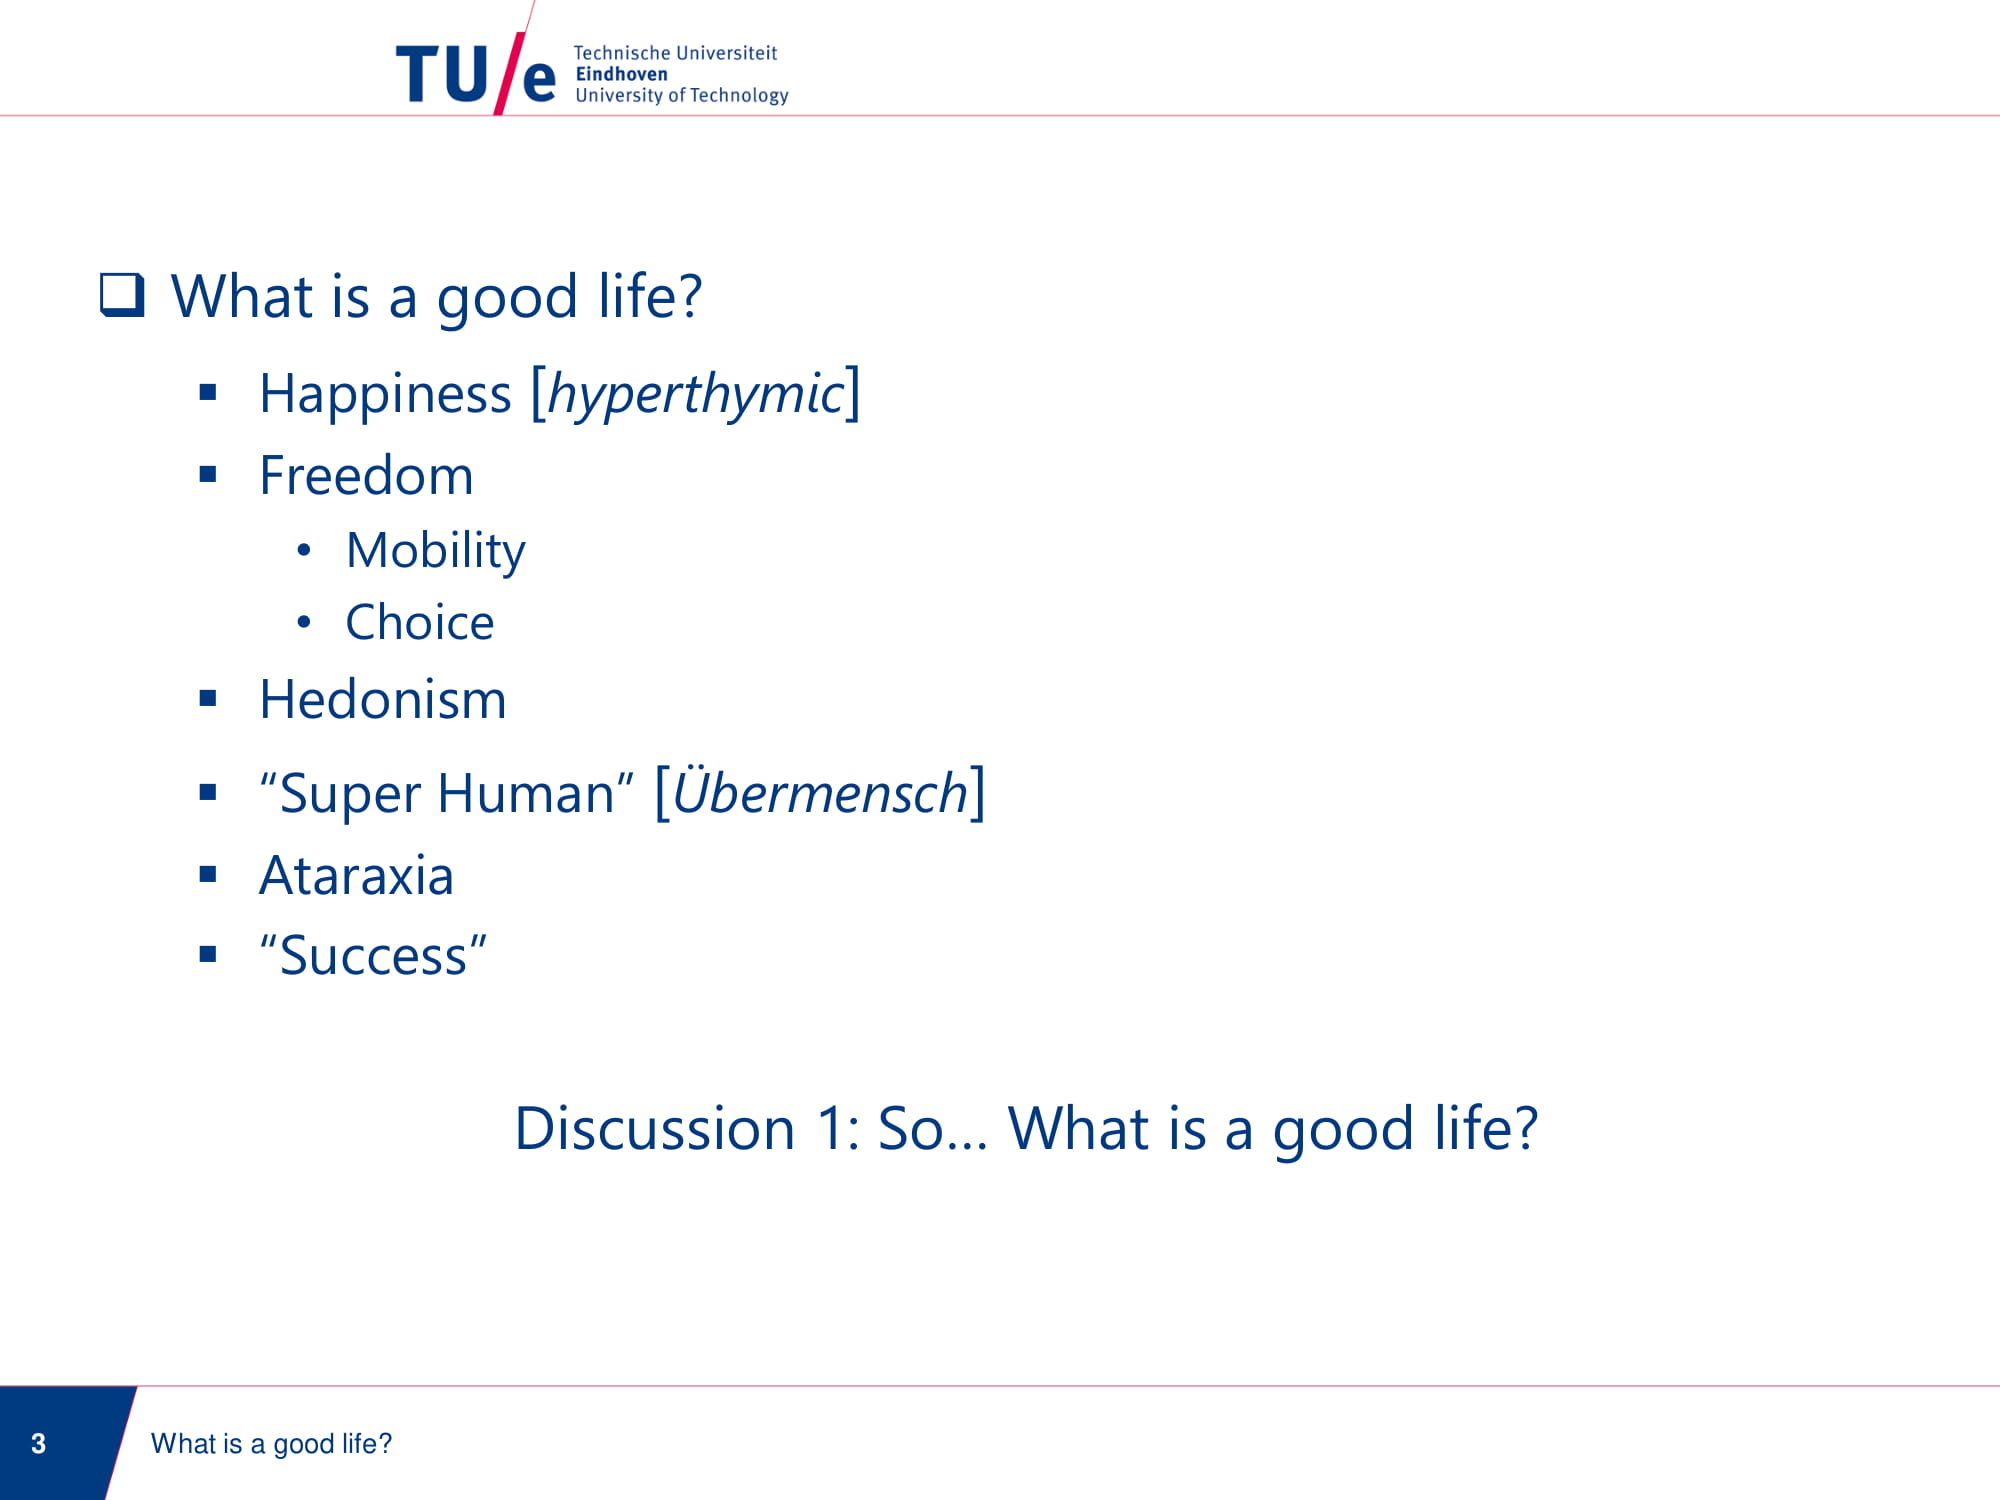 TU/e
Technische Universiteit
Eindhoven
University of Technology
❑ What is a good life?
▪ Happiness [hyperthymic]
▪ Freedom
• Mobility
• Choice
▪ Hedonism
▪ “Super Human” [Übermensch]
▪ Ataraxia
▪ “Success”
Discussion 1: So… What is a good life?
3
What is a good life?